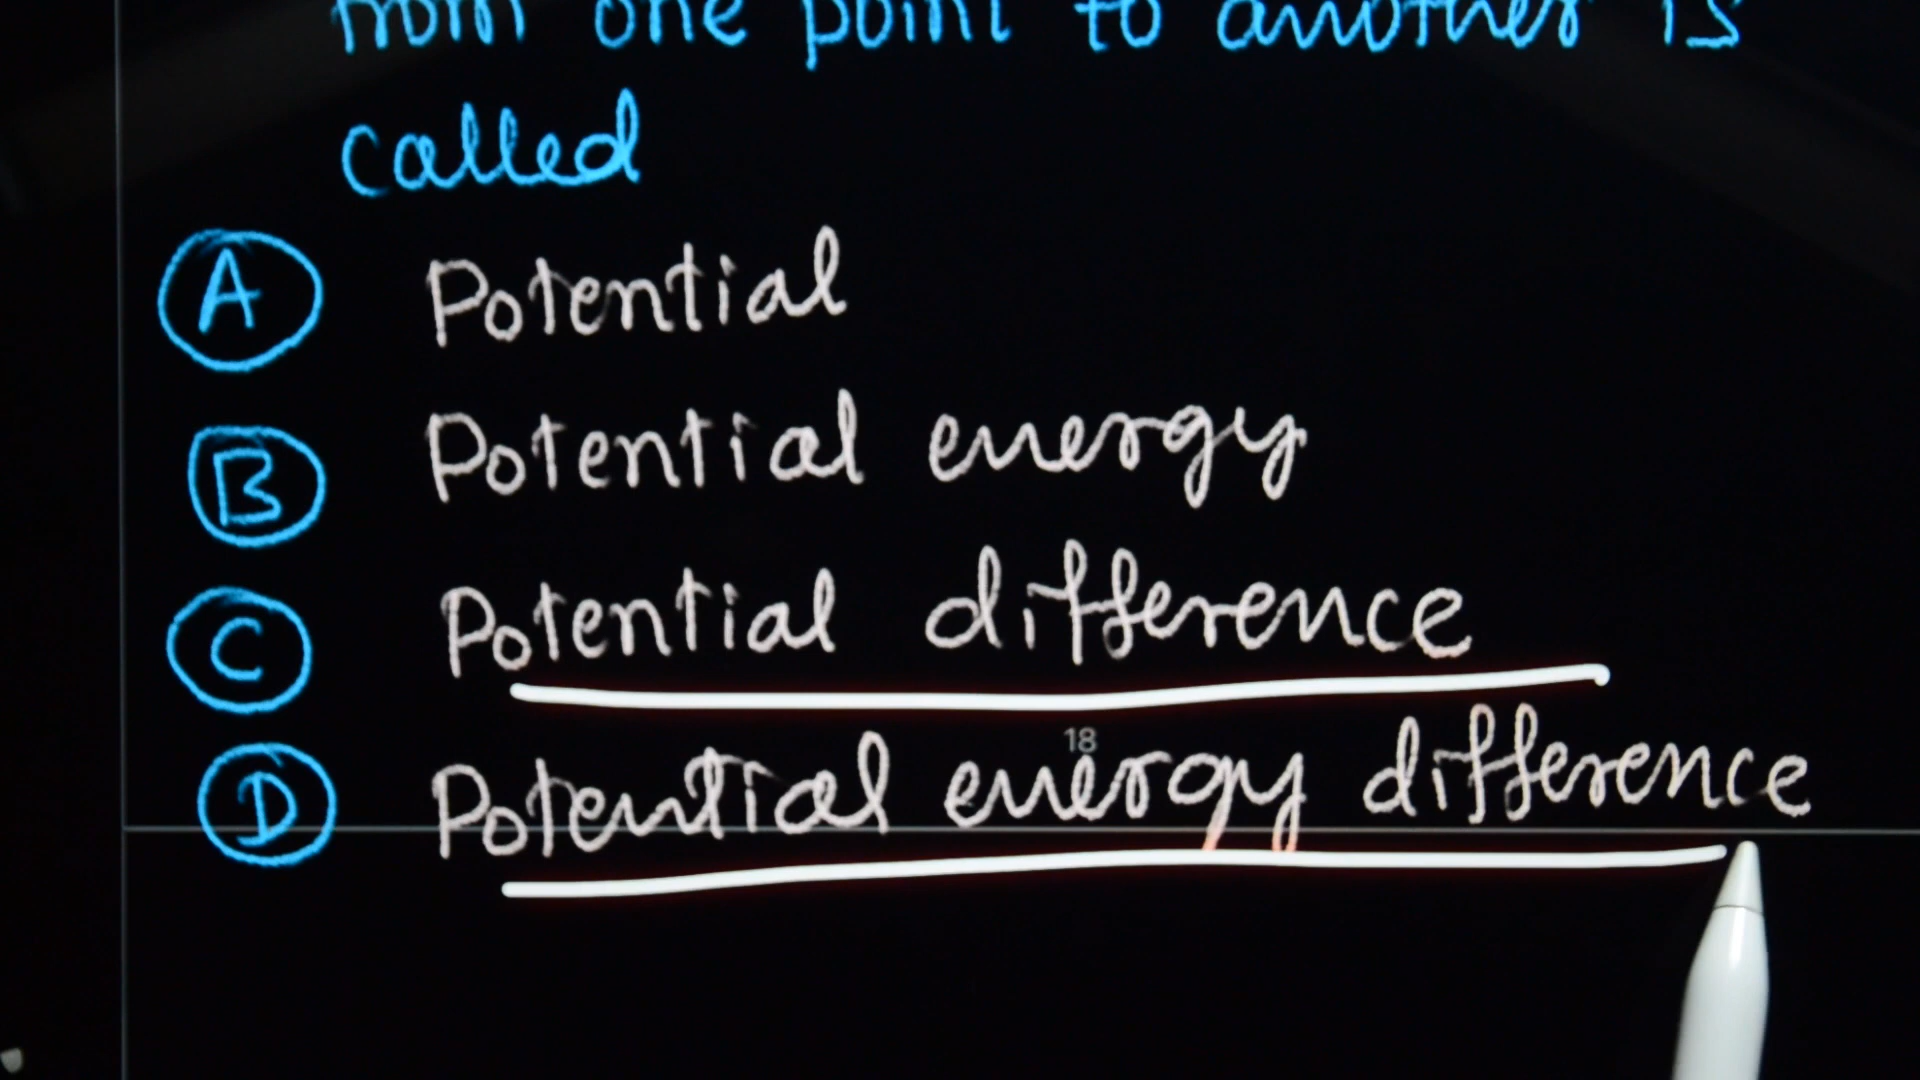 from one point to another is
called
A Potential
B Potential energy
C Potential difference
18
D Potential energy difference